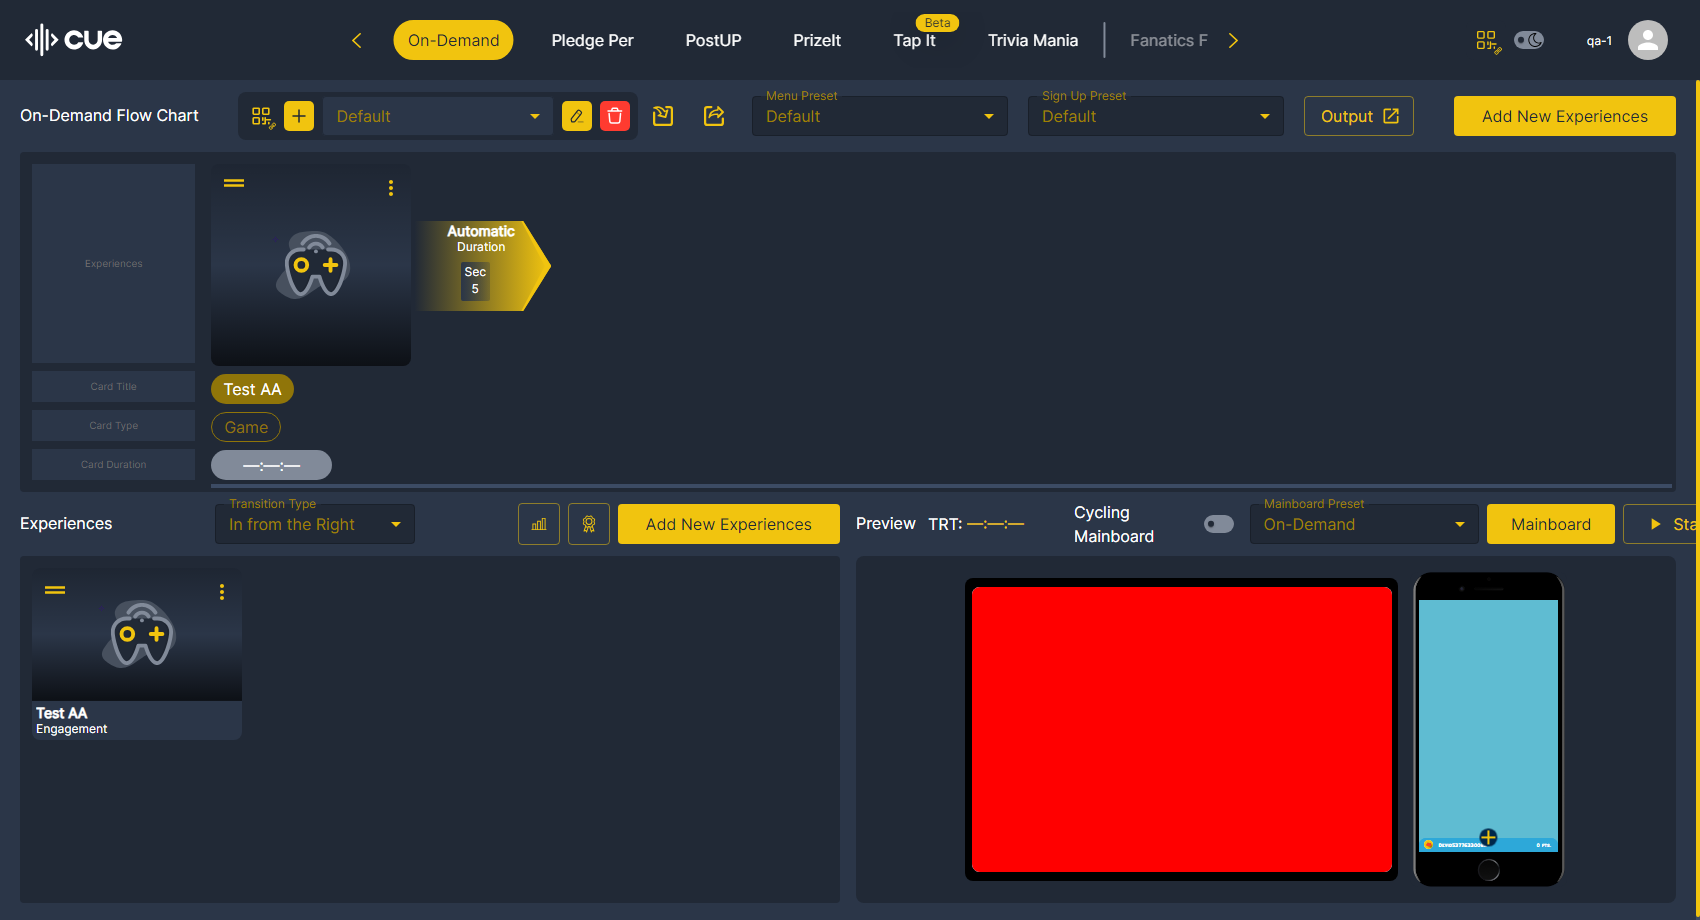 cue
On-Demand
Pledge Per
PostUP
PrizeIt
Beta
Tap It
Trivia Mania
Fanatics F
qa-1
On-Demand Flow Chart
Default
Menu Preset
Default
Sign Up Preset
Default
Output
Add New Experiences
Experiences
Automatic
Duration
Sec
5
Card Title
Test AA
Card Type
Game
Card Duration
—:—:—
Experiences
Transition Type
In from the Right
Add New Experiences
Preview
TRT: —:—:—
Cycling
Mainboard
Mainboard Preset
On-Demand
Mainboard
Sta
Test AA
Engagement
0 Pts.